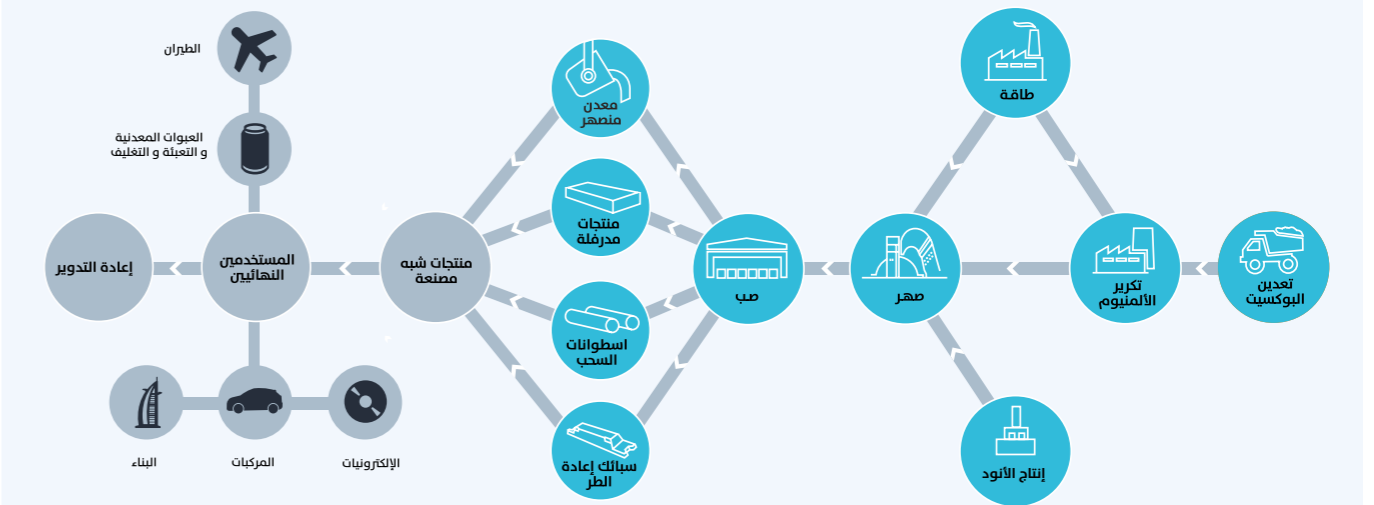 تعدين
البوكسيت
تكرير
الألمنيوم
طاقة
صهر
إنتاج الأنود
صب
معدن
منصهر
منتجات
مدرفلة
اسطوانات
السحب
سبائك إعادة
الطر
منتجات شبه
مصنعة
المستخدمين
النهائيين
الطيران
العبوات المعدنية
و التعبئة و التغليف
الإلكترونيات
المركبات
البناء
إعادة التدوير